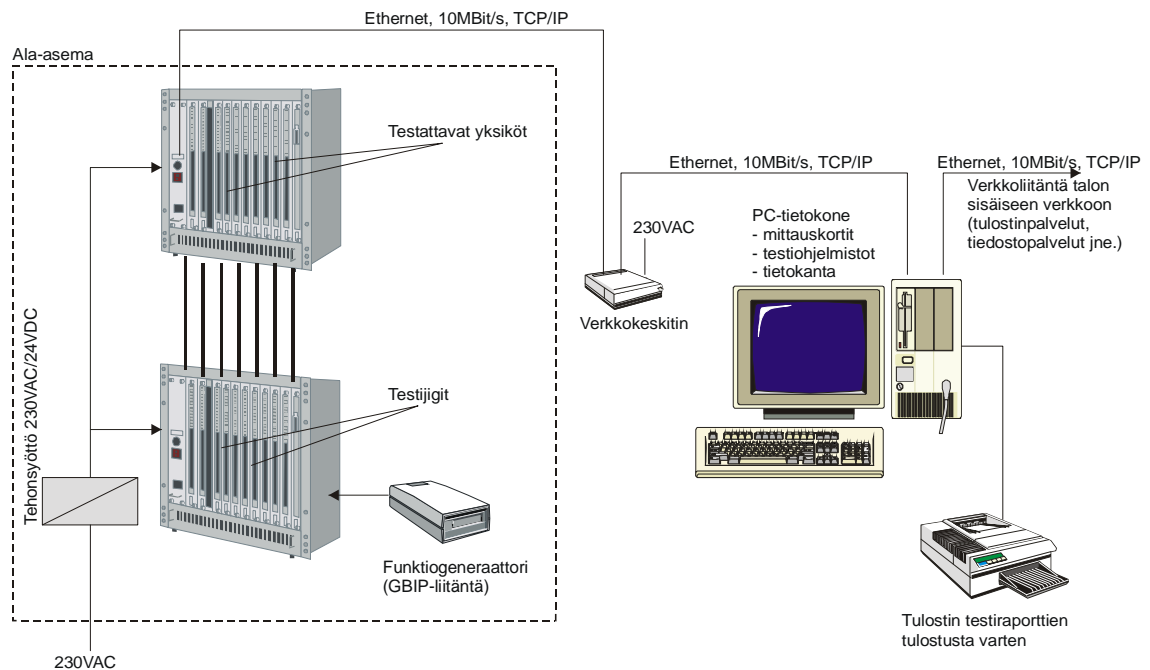 Ethernet, 10MBit/s, TCP/IP
Ala-asema
Testattavat yksiköt
Ethernet, 10MBit/s, TCP/IP
Ethernet, 10MBit/s, TCP/IP
Verkkoliitäntä talon
sisäiseen verkkoon
(tulostinpalvelut,
tiedostopalvelut jne.)
230VAC
PC-tietokone
- mittauskortit
- testiohjelmistot
- tietokanta
Verkkokeskitin
Tehonsyöttö 230VAC/24VDC
Testijigit
Funktiogeneraattori
(GBIP-liitäntä)
Tulostin testiraporttien
tulostusta varten
230VAC